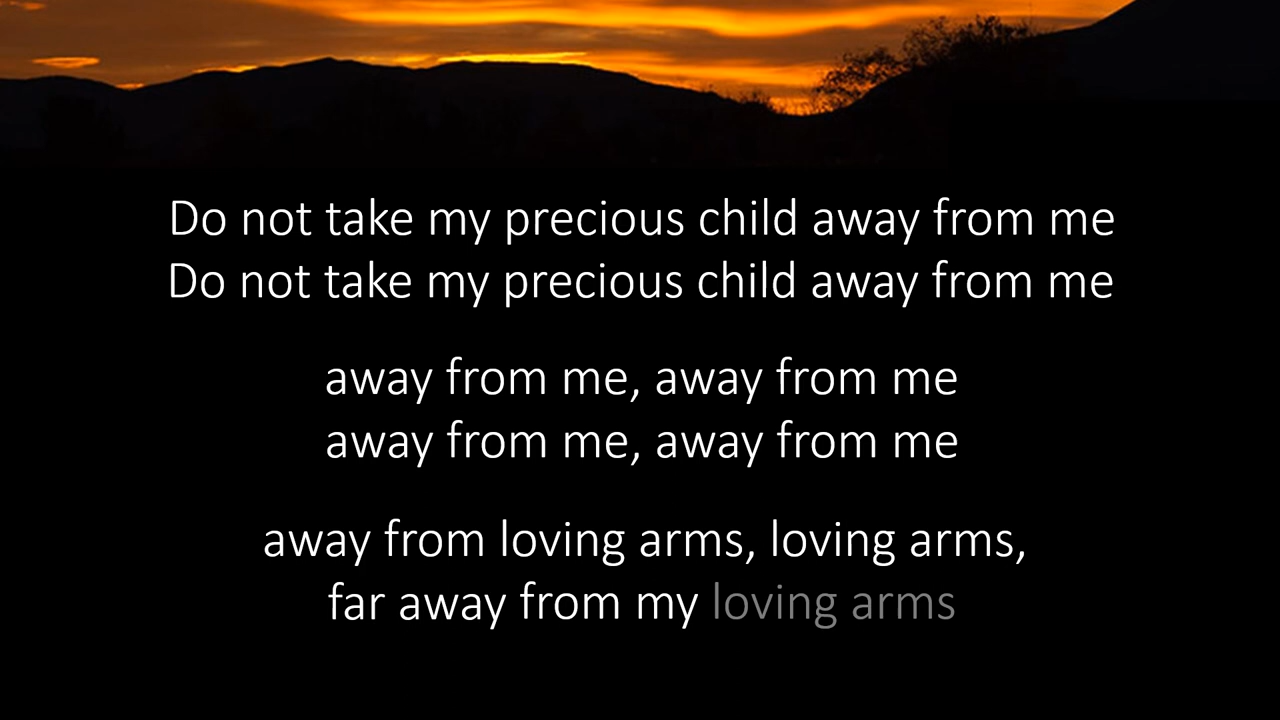 Do not take my precious child away from me
Do not take my precious child away from me
away from me, away from me
away from me, away from me
away from loving arms, loving arms,
far away from my loving arms